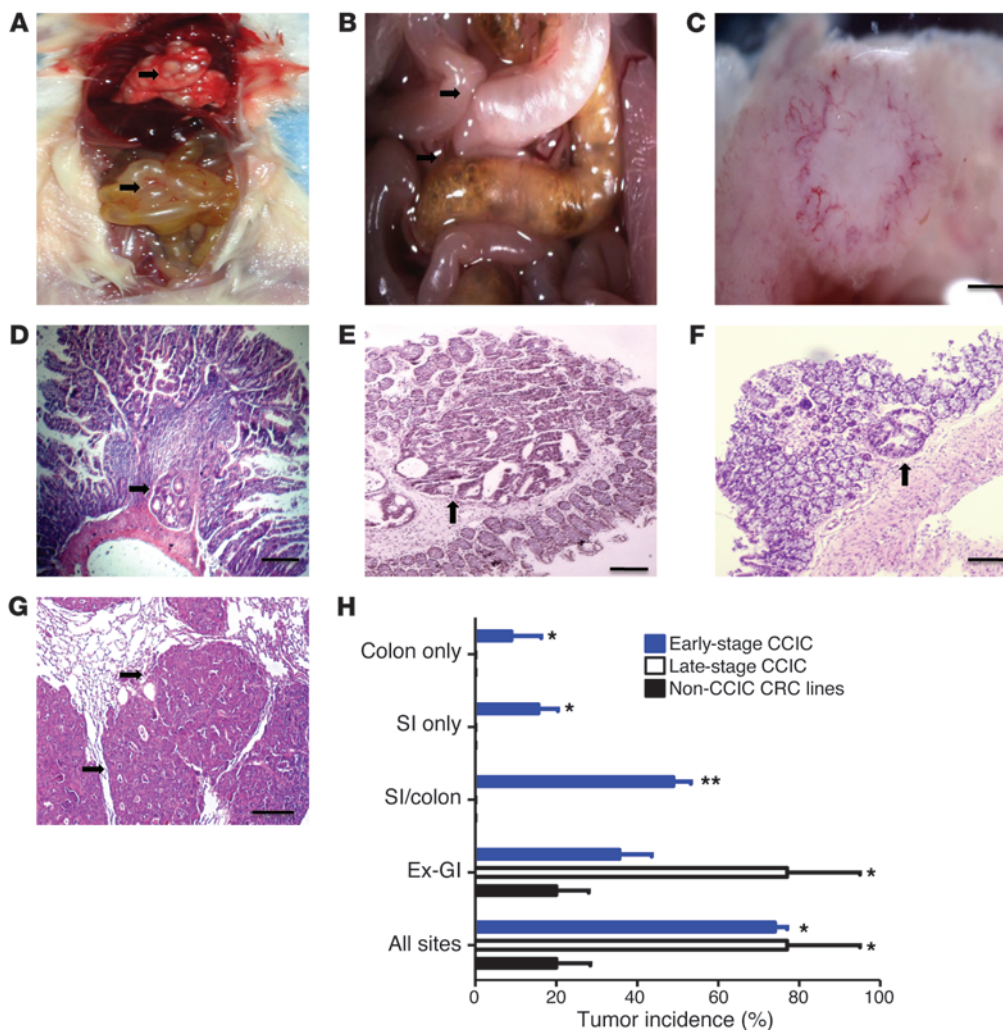 A
B
C
D
E
F
G
H
Early-stage CCIC
Late-stage CCIC
Non-CCIC CRC lines
Colon only *
SI only *
SI/colon **
Ex-GI *
All sites * *
0 20 40 60 80 100
Tumor incidence (%)